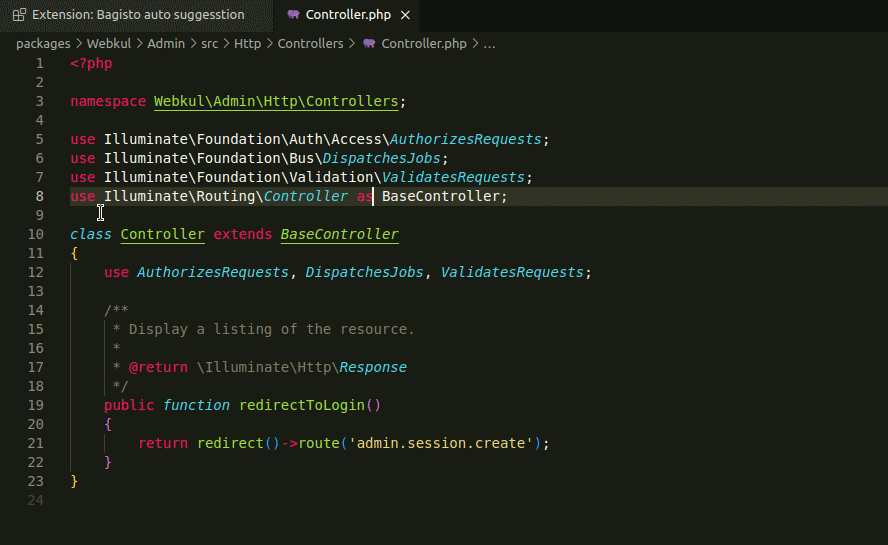 Extension: Bagisto auto suggesstion
Controller.php ×
packages > Webkul > Admin > src > Http > Controllers > Controller.php > ...
1 <?php
2
3 namespace Webkul\Admin\Http\Controllers;
4
5 use Illuminate\Foundation\Auth\Access\AuthorizesRequests;
6 use Illuminate\Foundation\Bus\DispatchesJobs;
7 use Illuminate\Foundation\Validation\ValidatesRequests;
8 use Illuminate\Routing\Controller as BaseController;
9
10 class Controller extends BaseController
11 {
12     use AuthorizesRequests, DispatchesJobs, ValidatesRequests;
13
14     /**
15      * Display a listing of the resource.
16      *
17      * @return \Illuminate\Http\Response
18      */
19     public function redirectToLogin()
20     {
21         return redirect()->route('admin.session.create');
22     }
23 }
24